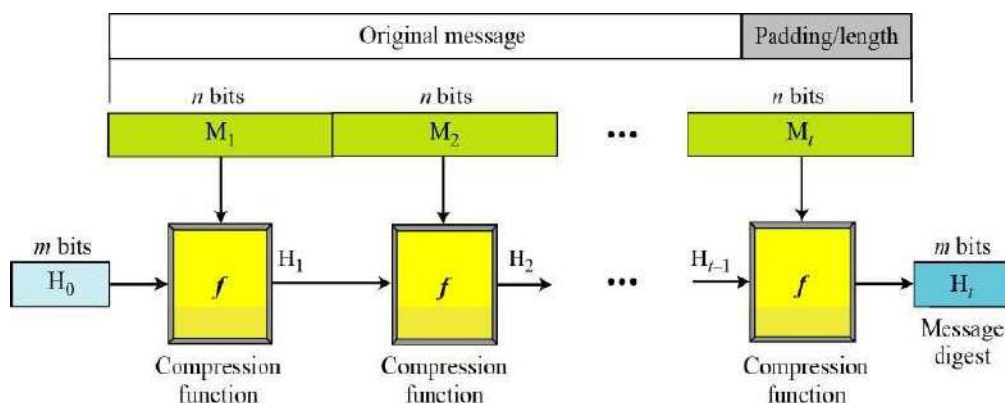 Original message
Padding/length
n bits
n bits
n bits
M1
M2
•••
Mt
m bits
H0
f
H1
f
H2
•••
Ht–1
f
m bits
Ht
Message
digest
Compression
function
Compression
function
Compression
function